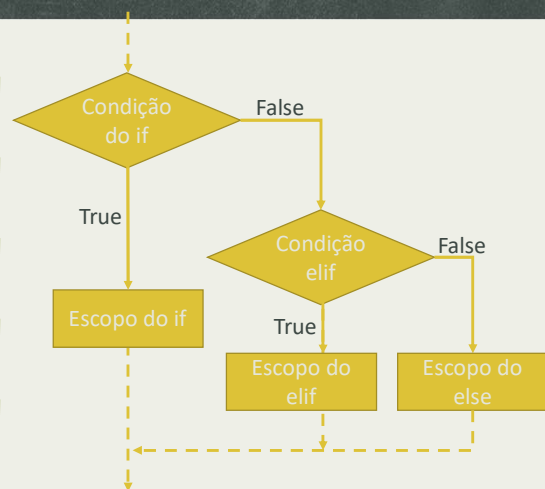 Condição
do if
False
True
Condição
elif
False
Escopo do if
True
Escopo do
elif
Escopo do
else